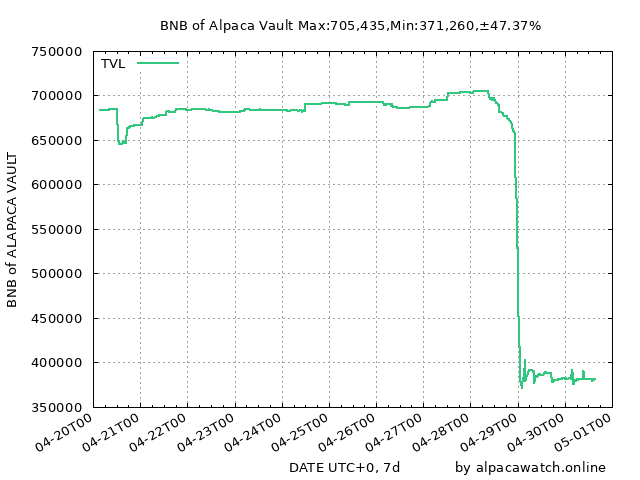 BNB of Alpaca Vault Max:705,435,Min:371,260,±47.37%
TVL
BNB of ALAPACA VAULT
750000
700000
650000
600000
550000
500000
450000
400000
350000
04-20T00
04-21T00
04-22T00
04-23T00
04-24T00
04-25T00
04-26T00
04-27T00
04-28T00
04-29T00
04-30T00
05-01T00
DATE UTC+0, 7d
by alpacawatch.online